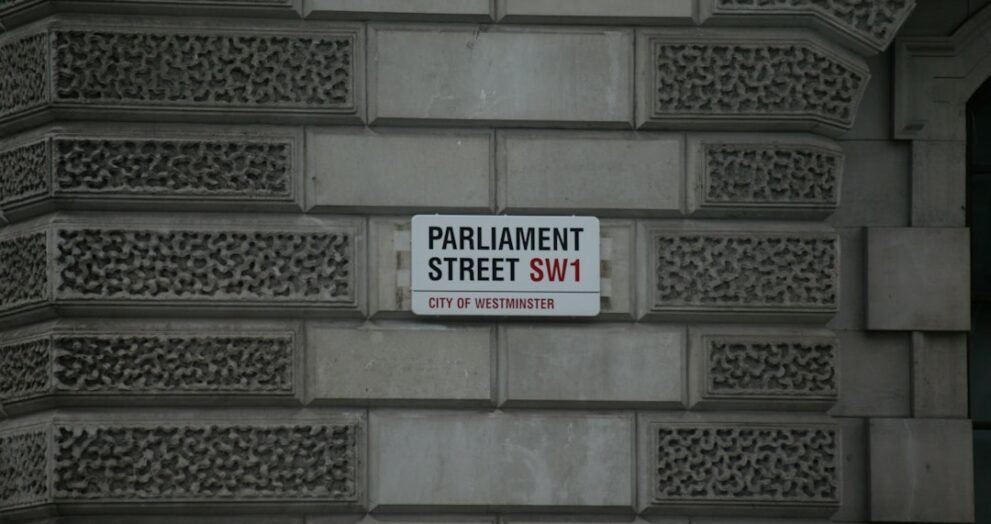 PARLIAMENT
STREET SW1
CITY OF WESTMINSTER